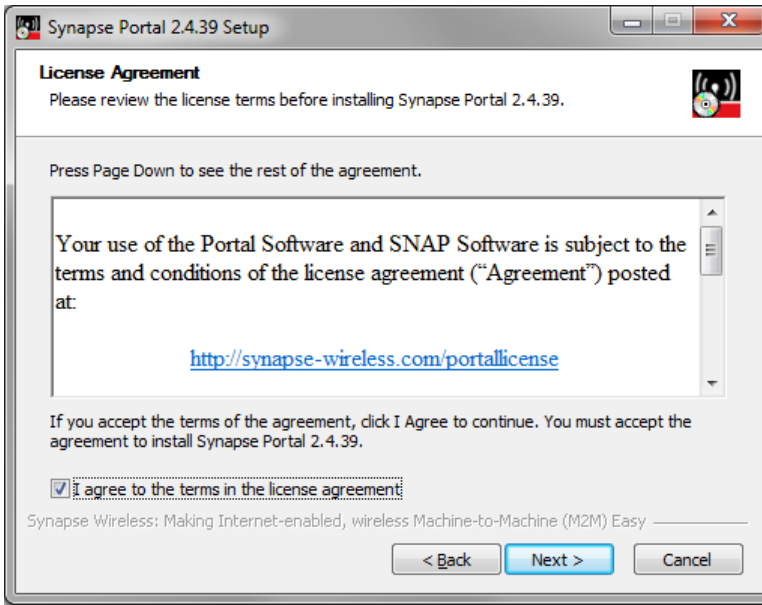 Synapse Portal 2.4.39 Setup
License Agreement
Please review the license terms before installing Synapse Portal 2.4.39.
Press Page Down to see the rest of the agreement.
Your use of the Portal Software and SNAP Software is subject to the
terms and conditions of the license agreement (“Agreement”) posted
at:
http://synapse-wireless.com/portallicense
If you accept the terms of the agreement, click I Agree to continue. You must accept the
agreement to install Synapse Portal 2.4.39.
I agree to the terms in the license agreement
Synapse Wireless: Making Internet-enabled, wireless Machine-to-Machine (M2M) Easy
< Back Next > Cancel